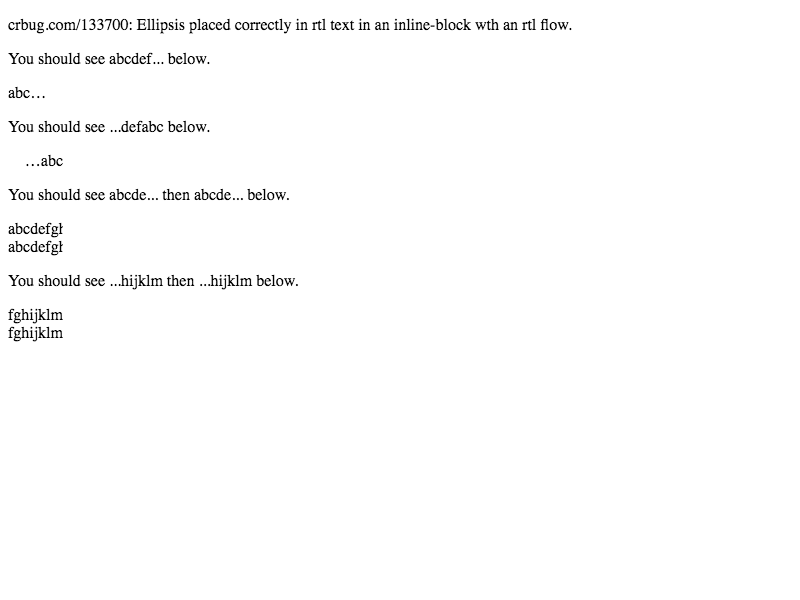 crbug.com/133700: Ellipsis placed correctly in rtl text in an inline-block wth an rtl flow.
You should see abcdef... below.
abc…
You should see ...defabc below.
…abc
You should see abcde... then abcde... below.
abcdefg
abcdefg
You should see ...hijklm then ...hijklm below.
fghijklm
fghijklm